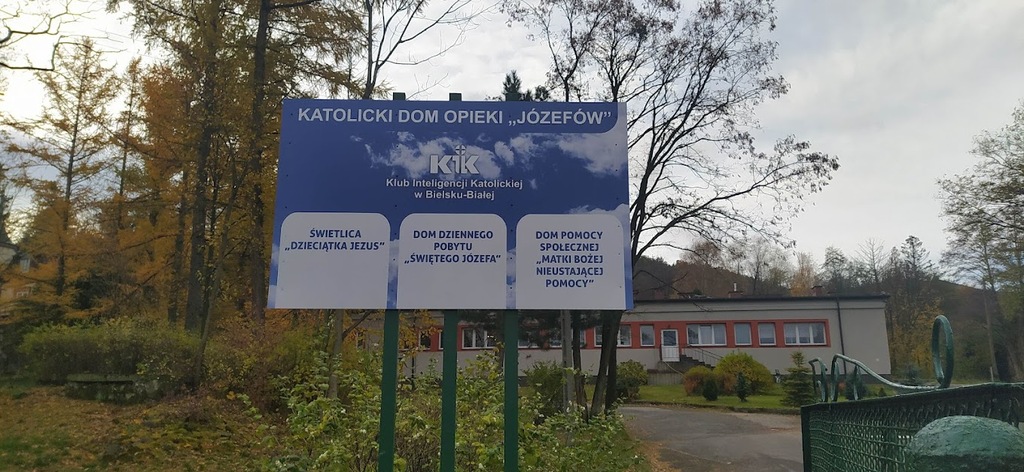 KATOLICKI DOM OPIEKI „JÓZEFÓW"
KIK
Klub Inteligencji Katolickiej
w Bielsku-Białej
ŚWIETLICA
„DZIECIĄTKA JEZUS"
DOM DZIENNEGO
POBYTU
„ŚWIĘTEGO JÓZEFA"
DOM POMOCY
SPOŁECZNEJ
„MATKI BOŻEJ
NIEUSTAJĄCEJ
POMOCY"